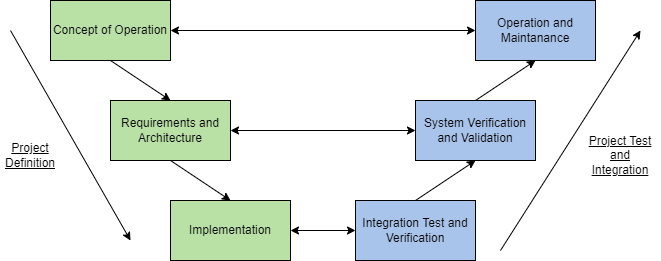 Concept of Operation
Operation and
Maintanance
Requirements and
Architecture
System Verification
and Validation
Project
Definition
Project Test
and
Integration
Implementation
Integration Test and
Verification